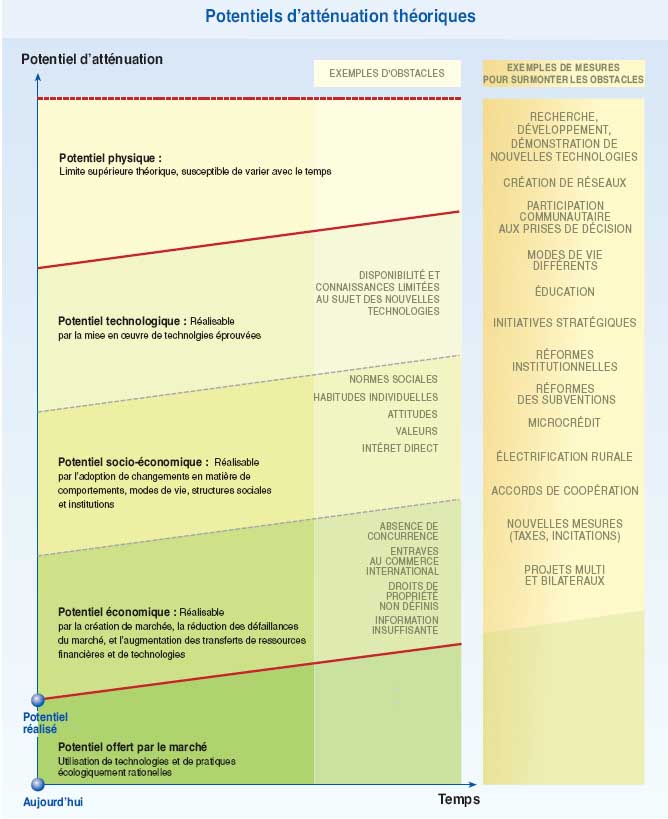 Potentiels d'atténuation théoriques
Potentiel d'atténuation
EXEMPLES D'OBSTACLES
EXEMPLES DE MESURES
POUR SURMONTER LES OBSTACLES
Potentiel physique :
Limite supérieure théorique, susceptible de varier avec le temps
Potentiel technologique : Réalisable
par la mise en œuvre de technolgies éprouvées
Potentiel socio-économique : Réalisable
par l'adoption de changements en matière de
comportements, modes de vie, structures sociales
et institutions
Potentiel économique : Réalisable
par la création de marchés, la réduction des défaillances
du marché, et l'augmentation des transferts de ressources
financières et de technologies
Potentiel
réalisé
Potentiel offert par le marché
Utilisation de technologies et de pratiques
écologiquement rationelles
Aujourd'hui
Temps
DISPONIBILITÉ ET
CONNAISSANCES LIMITÉES
AU SUJET DES NOUVELLES
TECHNOLOGIES
NORMES SOCIALES
HABITUDES INDIVIDUELLES
ATTITUDES
VALEURS
INTÉRET DIRECT
ABSENCE DE
CONCURRENCE
ENTRAVES
AU COMMERCE
INTERNATIONAL
DROITS DE
PROPRIÉTÉ
NON DÉFINIS
INFORMATION
INSUFFISANTE
RECHERCHE,
DÉVELOPPEMENT,
DÉMONSTRATION DE
NOUVELLES TECHNOLOGIES
CRÉATION DE RÉSEAUX
PARTICIPATION
COMMUNAUTAIRE
AUX PRISES DE DÉCISION
MODES DE VIE
DIFFÉRENTS
ÉDUCATION
INITIATIVES STRATÉGIQUES
RÉFORMES
INSTITUTIONNELLES
RÉFORMES
DES SUBVENTIONS
MICROCRÉDIT
ÉLECTRIFICATION RURALE
ACCORDS DE COOPÉRATION
NOUVELLES MESURES
(TAXES, INCITATIONS)
PROJETS MULTI
ET BILATERAUX